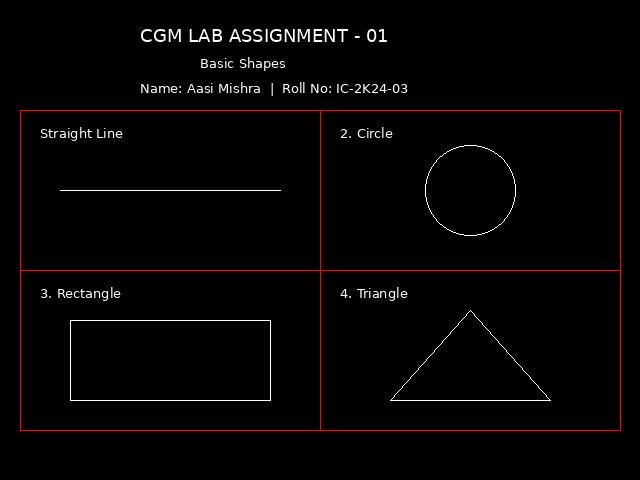 CGM LAB ASSIGNMENT - 01
Basic Shapes
Name: Aasi Mishra | Roll No: IC-2K24-03
Straight Line
2. Circle
3. Rectangle
4. Triangle